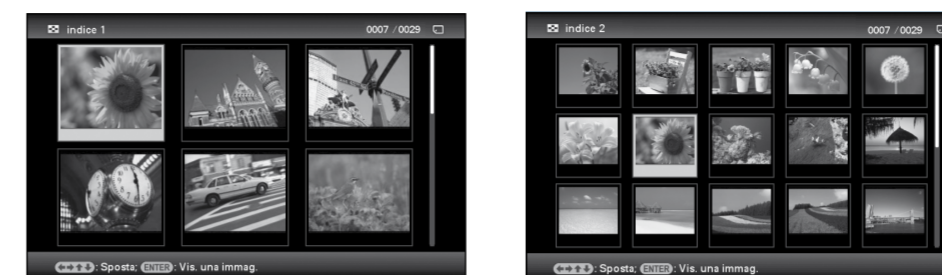 indice 1 0007 /0029
⬅➡⬆⬇: Sposta; ENTER: Vis. una immag.
indice 2 0007 /0029
⬅➡⬆⬇: Sposta; ENTER: Vis. una immag.